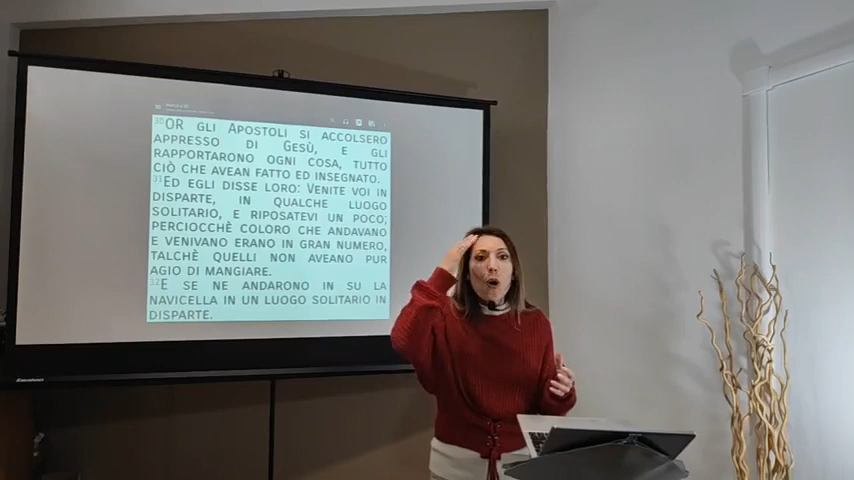 30OR GLI APOSTOLI SI ACCOLSERO
APPRESSO DI GESÙ, E GLI
RAPPORTARONO OGNI COSA, TUTTO
CIÒ CHE AVEAN FATTO ED INSEGNATO.
31ED EGLI DISSE LORO: VENITE VOI IN
DISPARTE, IN QUALCHE LUOGO
SOLITARIO, E RIPOSATEVI UN POCO;
PERCIOCCHÈ COLORO CHE ANDAVANO
E VENIVANO ERANO IN GRAN NUMERO,
TALCHÈ QUELLI NON AVEANO PUR
AGIO DI MANGIARE.
32E SE NE ANDARONO IN SU LA
NAVICELLA IN UN LUOGO SOLITARIO IN
DISPARTE.